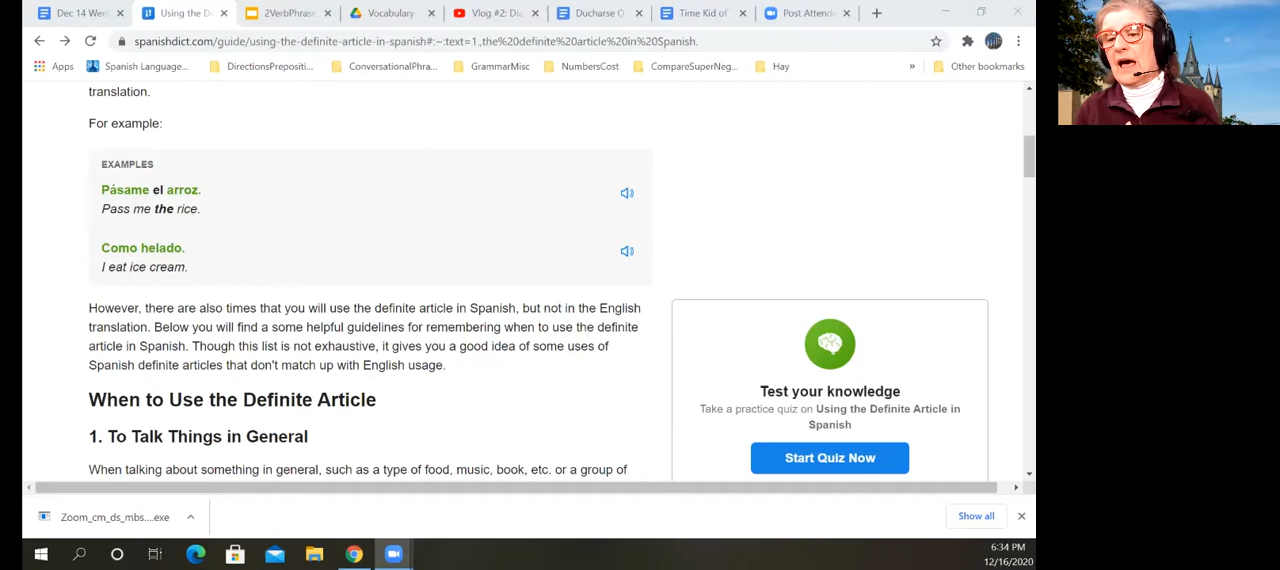 Dec 14 Wee
Using the D
2VerbPhras
Vocabulary
Vlog #2: Dí
Ducharse O
Time Kid of
Post Attend
spanishdict.com/guide/using-the-definite-article-in-spanish#:~:text=1.,the%20definite%20article%20in%20Spanish.
Apps
Spanish Language...
DirectionsPrepositi...
ConversationalPhra...
GrammarMisc
NumbersCost
CompareSuperNeg...
Hay
»
Other bookmarks
translation.
For example:
EXAMPLES
Pásame el arroz.
Pass me the rice.
Como helado.
I eat ice cream.
However, there are also times that you will use the definite article in Spanish, but not in the English
translation. Below you will find a some helpful guidelines for remembering when to use the definite
article in Spanish. Though this list is not exhaustive, it gives you a good idea of some uses of
Spanish definite articles that don't match up with English usage.
When to Use the Definite Article
1. To Talk Things in General
When talking about something in general, such as a type of food, music, book, etc. or a group of
Test your knowledge
Take a practice quiz on Using the Definite Article in
Spanish
Start Quiz Now
Zoom_cm_ds_mbs....exe
Show all
6:34 PM
12/16/2020